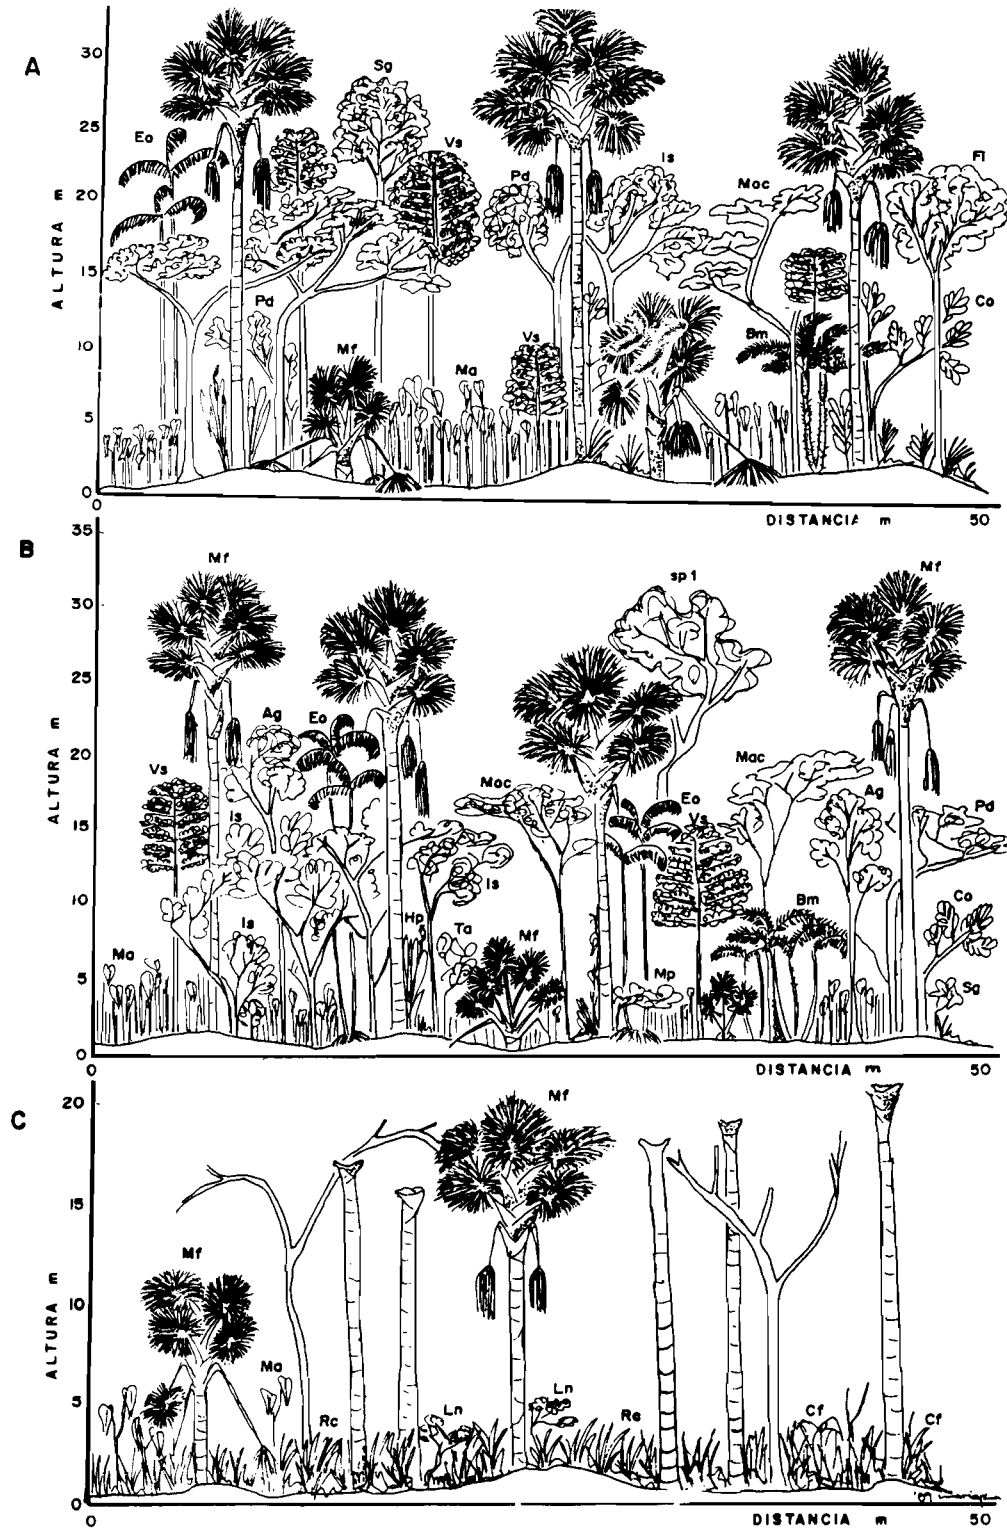 A
ALTURA m
30
25
20
15
10
5
0
Eo
Sg
Vs
Pd
Is
Moc
Fl
Pd
Mf
Ma
Vs
Bm
Co
0
DISTANCIA m
50
B
ALTURA m
35
30
25
20
15
10
5
0
Mf
sp 1
Mf
Ag
Eo
Vs
Is
Moc
Eo
Vs
Mac
Ag
Pd
Is
Is
Hp
Ta
Mf
Mp
Bm
Co
Sg
Ma
0
DISTANCIA m
50
C
ALTURA m
20
15
10
5
0
Mf
Mf
Ma
Rc
Ln
Ln
Re
Cf
Cf
0
DISTANCIA m
50